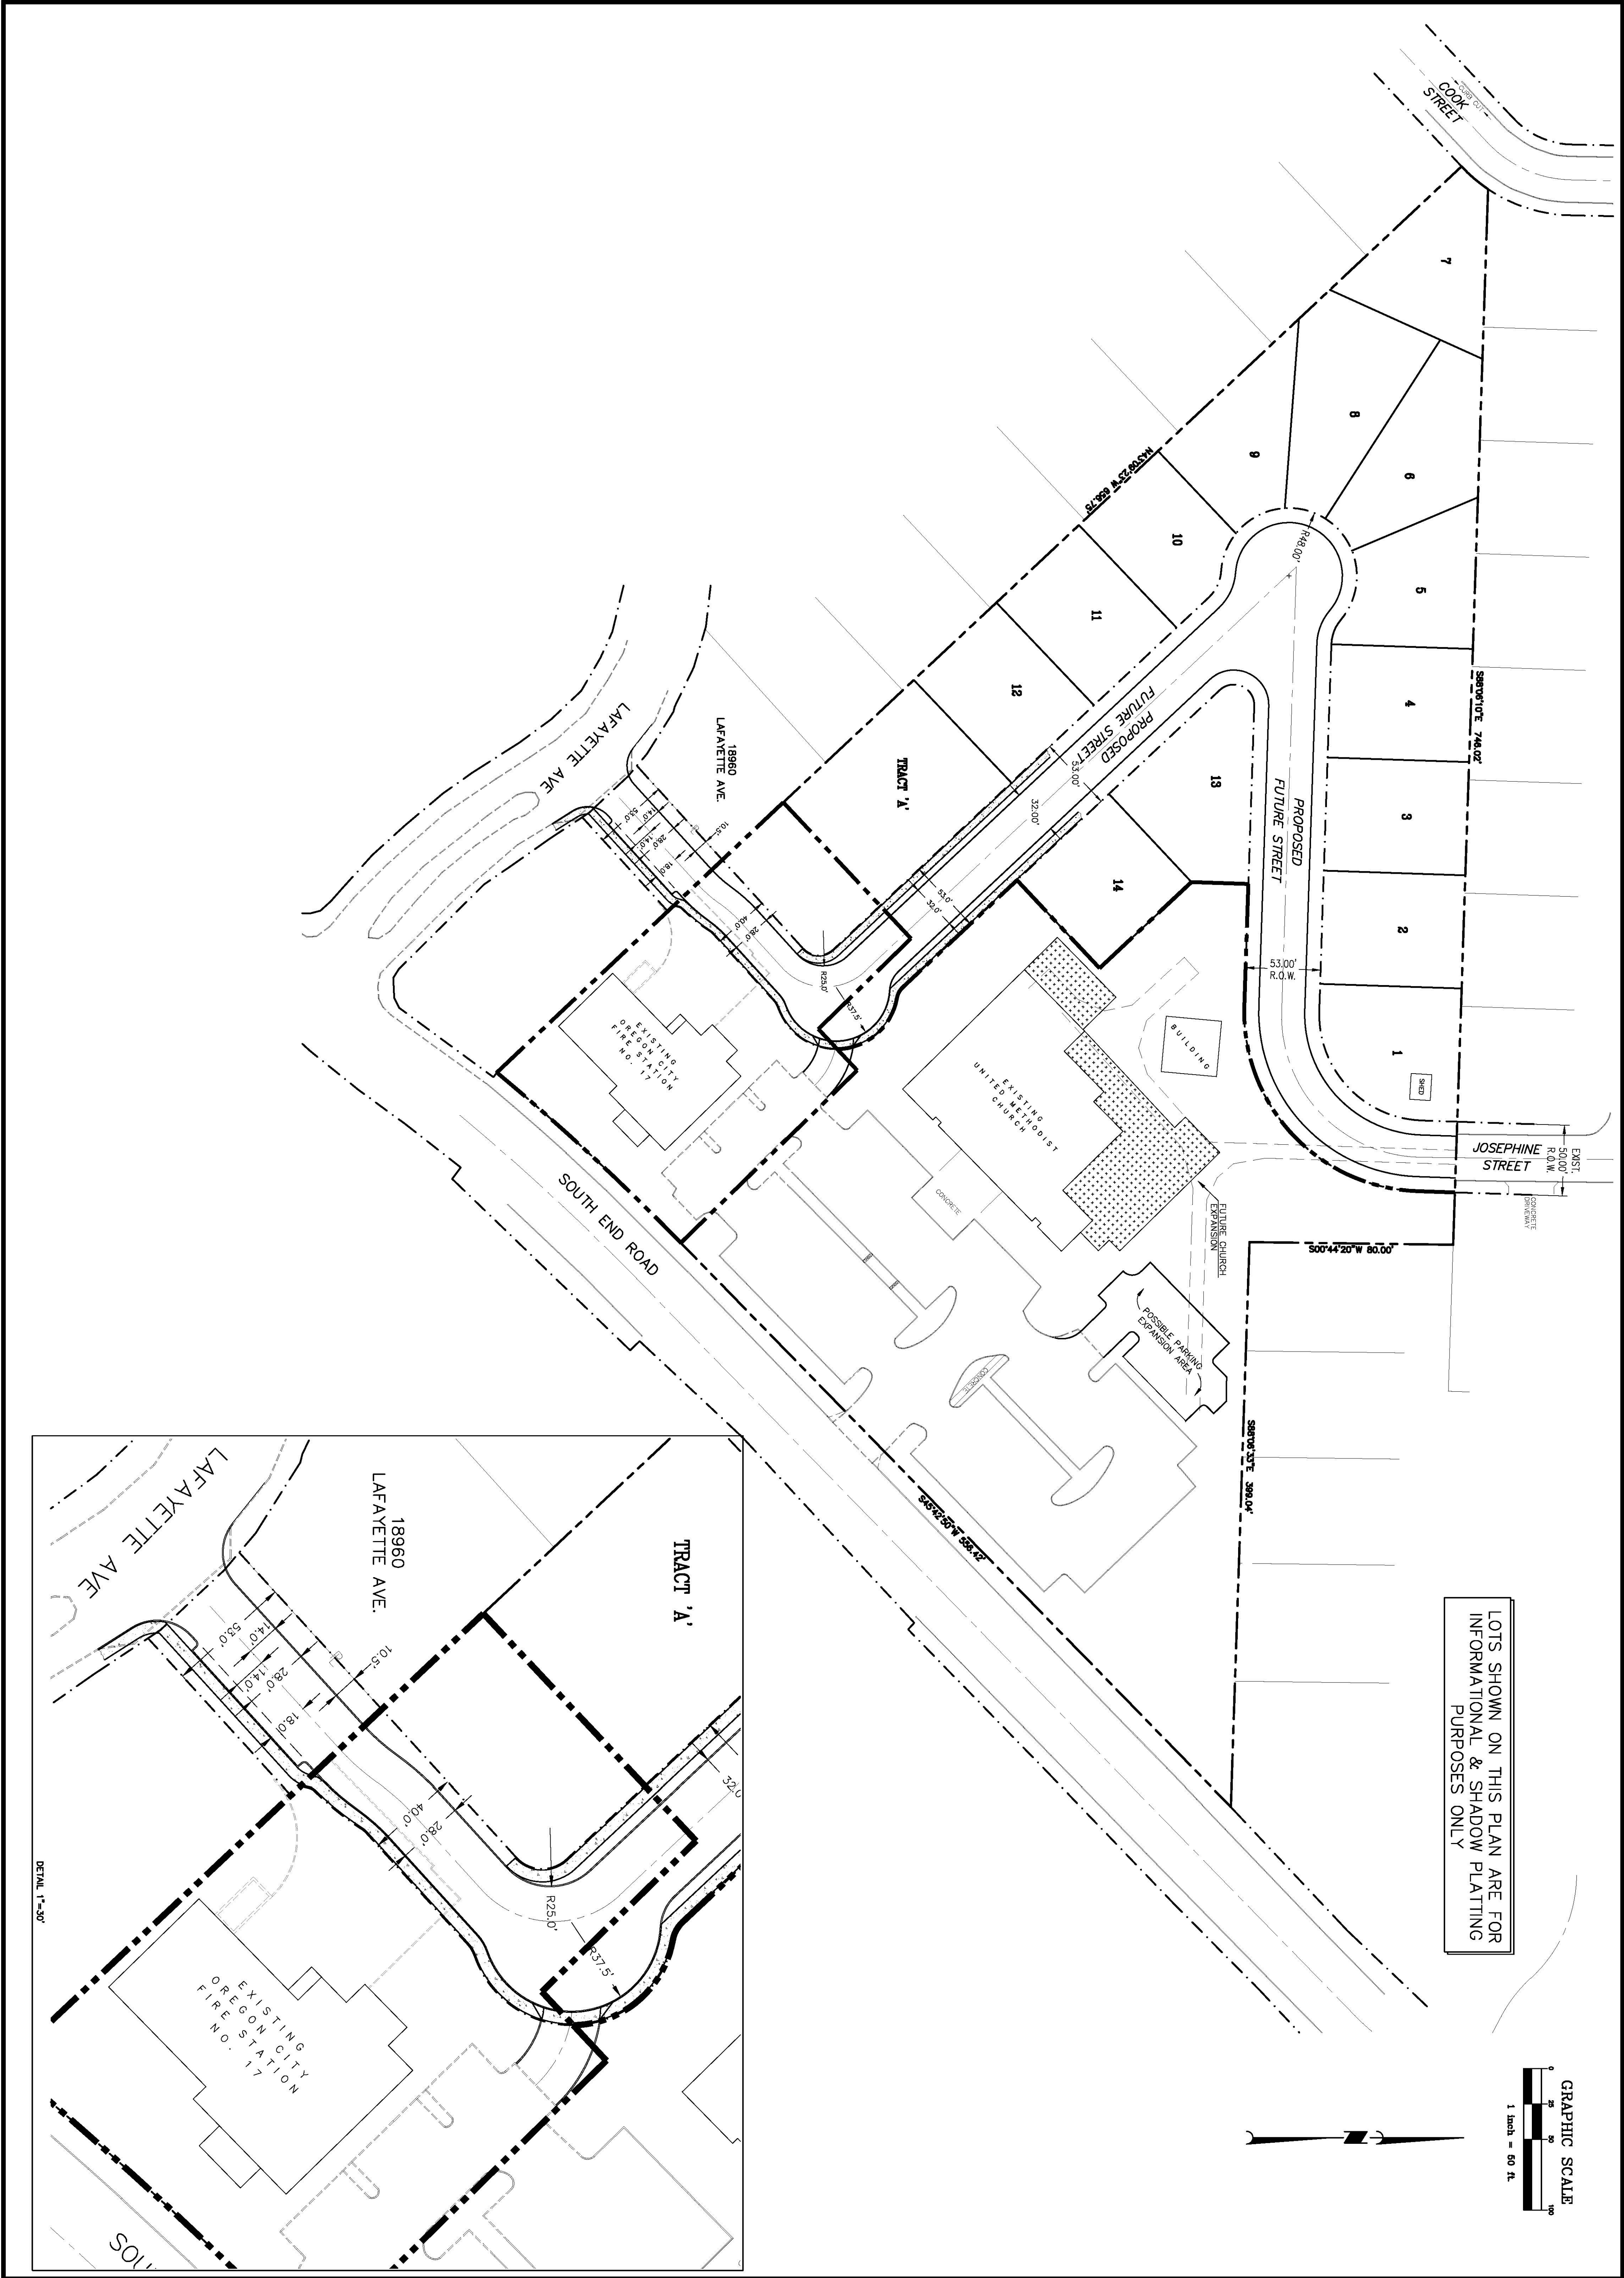 COOK
STREET
CURB CUT
7
8
6
9
5
10
11
12
4
3
2
1
13
14
N43°09'23"W 656.75'
S88°06'10"E 746.02'
R48.00'
PROPOSED
FUTURE STREET
PROPOSED
FUTURE STREET
53.00'
32.00'
53.00'
R.O.W.
SHED
JOSEPHINE
STREET
EXIST.
50.00'
R.O.W.
CONCRETE
DRIVEWAY
S00°44'20"W 80.00'
S88°06'33"E 399.04'
S45°42'50"W 556.42'
TRACT 'A'
18960
LAFAYETTE AVE.
LAFAYETTE AVE
53.0'
14.0'
28.0'
14.0'
18.0'
10.5'
40.0'
28.0'
R25.0'
R37.5'
53.0'
32.0'
BUILDING
EXISTING
UNITED METHODIST
CHURCH
FUTURE CHURCH
EXPANSION
CONCRETE
POSSIBLE PARKING
EXPANSION AREA
CONCRETE
EXISTING
OREGON CITY
FIRE STATION
NO. 17
SOUTH END ROAD
LOTS SHOWN ON THIS PLAN ARE FOR
INFORMATIONAL & SHADOW PLATTING
PURPOSES ONLY
GRAPHIC SCALE
0 25 50 100
1 inch = 50 ft.
TRACT 'A'
18960
LAFAYETTE AVE.
LAFAYETTE AVE
53.0'
14.0'
28.0'
14.0'
18.0'
10.5'
40.0'
28.0'
R25.0'
R37.5'
32.0
EXISTING
OREGON CITY
FIRE STATION
NO. 17
SOU
DETAIL 1"=30'